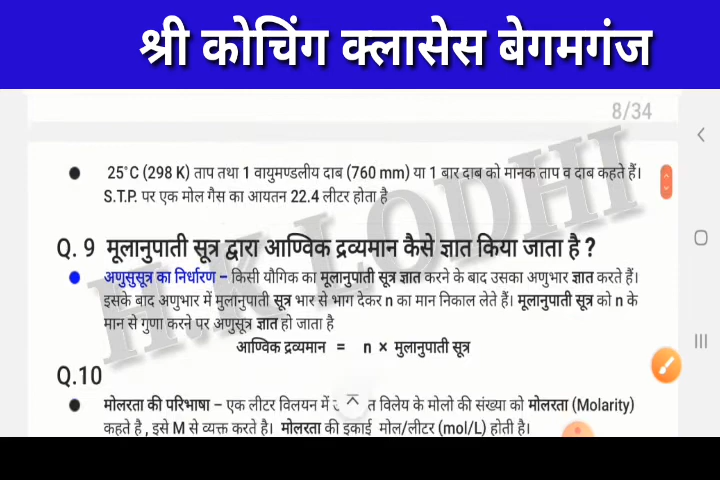 श्री कोचिंग क्लासेस बेगमगंज
8/34
25°C (298 K) ताप तथा 1 वायुमण्डलीय दाब (760 mm) या 1 बार दाब को मानक ताप व दाब कहते हैं।
S.T.P. पर एक मोल गैस का आयतन 22.4 लीटर होता है
Q. 9 मूलानुपाती सूत्र द्वारा आण्विक द्रव्यमान कैसे ज्ञात किया जाता है ?
अणुसुसूत्र का निर्धारण – किसी यौगिक का मूलानुपाती सूत्र ज्ञात करने के बाद उसका अणुभार ज्ञात करते हैं।
इसके बाद अणुभार में मुलानुपाती सूत्र भार से भाग देकर n का मान निकाल लेते हैं। मूलानुपाती सूत्र को n के
मान से गुणा करने पर अणुसूत्र ज्ञात हो जाता है
आण्विक द्रव्यमान = n × मुलानुपाती सूत्र
Q.10
मोलरता की परिभाषा – एक लीटर विलयन में विलेय के मोलो की संख्या को मोलरता (Molarity)
कहते है , इसे M से व्यक्त करते है। मोलरता की इकाई मोल/लीटर (mol/L) होती है।
H.K LODHI